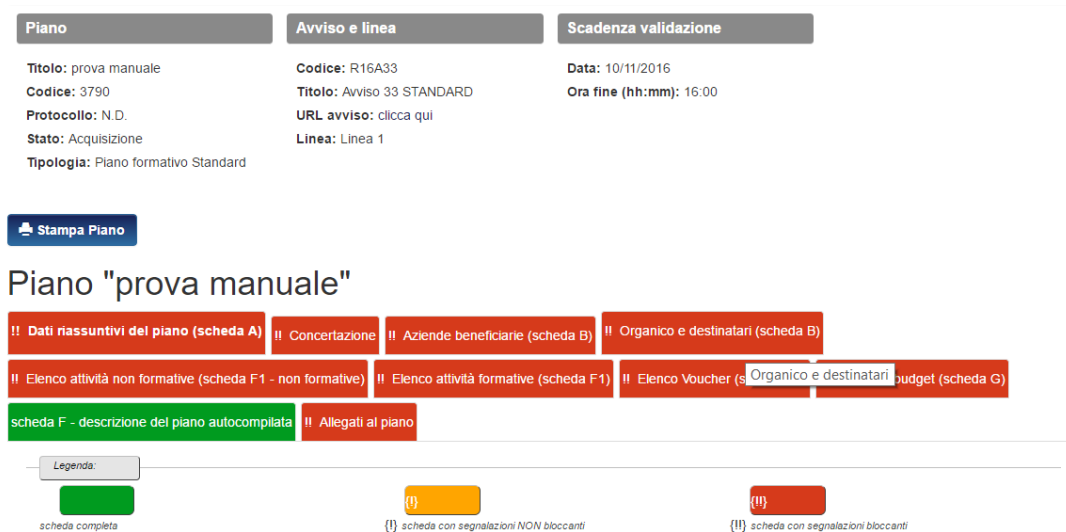 Piano Avviso e linea Scadenza validazione
Titolo: prova manuale Codice: R16A33 Data: 10/11/2016
Codice: 3790 Titolo: Avviso 33 STANDARD Ora fine (hh:mm): 16:00
Protocollo: N.D. URL avviso: clicca qui
Stato: Acquisizione Linea: Linea 1
Tipologia: Piano formativo Standard
Stampa Piano
Piano "prova manuale"
!! Dati riassuntivi del piano (scheda A) !! Concertazione !! Aziende beneficiarie (scheda B) !! Organico e destinatari (scheda B)
!! Elenco attività non formative (scheda F1 - non formative) !! Elenco attività formative (scheda F1) !! Elenco Voucher (s Organico e destinatari budget (scheda G)
scheda F - descrizione del piano autocompilata !! Allegati al piano
Legenda:
{!} {!!}
scheda completa {!} scheda con segnalazioni NON bloccanti {!!} scheda con segnalazioni bloccanti